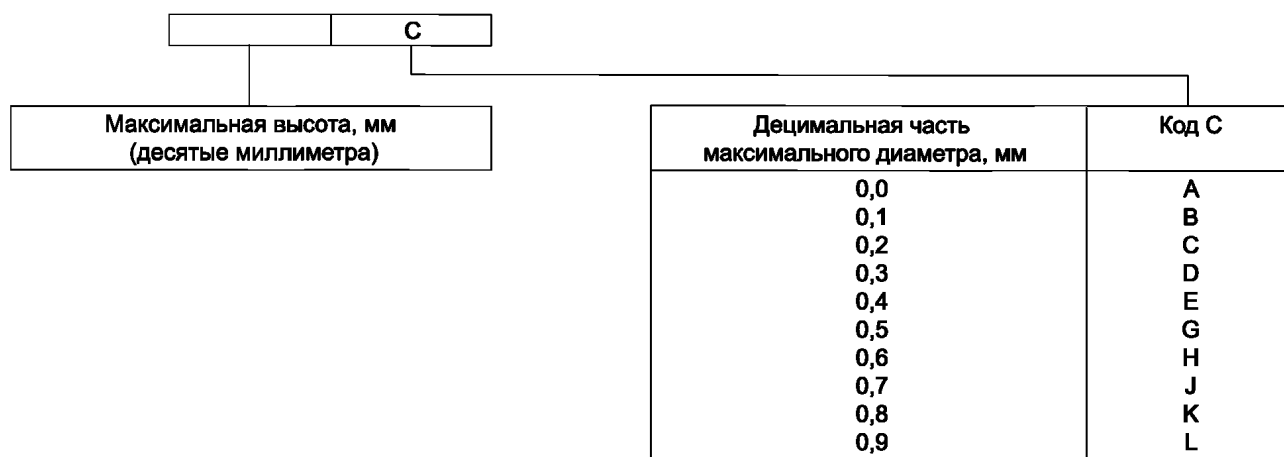 C
Максимальная высота, мм
(десятые миллиметра)
Децимальная часть
максимального диаметра, мм
Код C
0,0 A
0,1 B
0,2 C
0,3 D
0,4 E
0,5 G
0,6 H
0,7 J
0,8 K
0,9 L